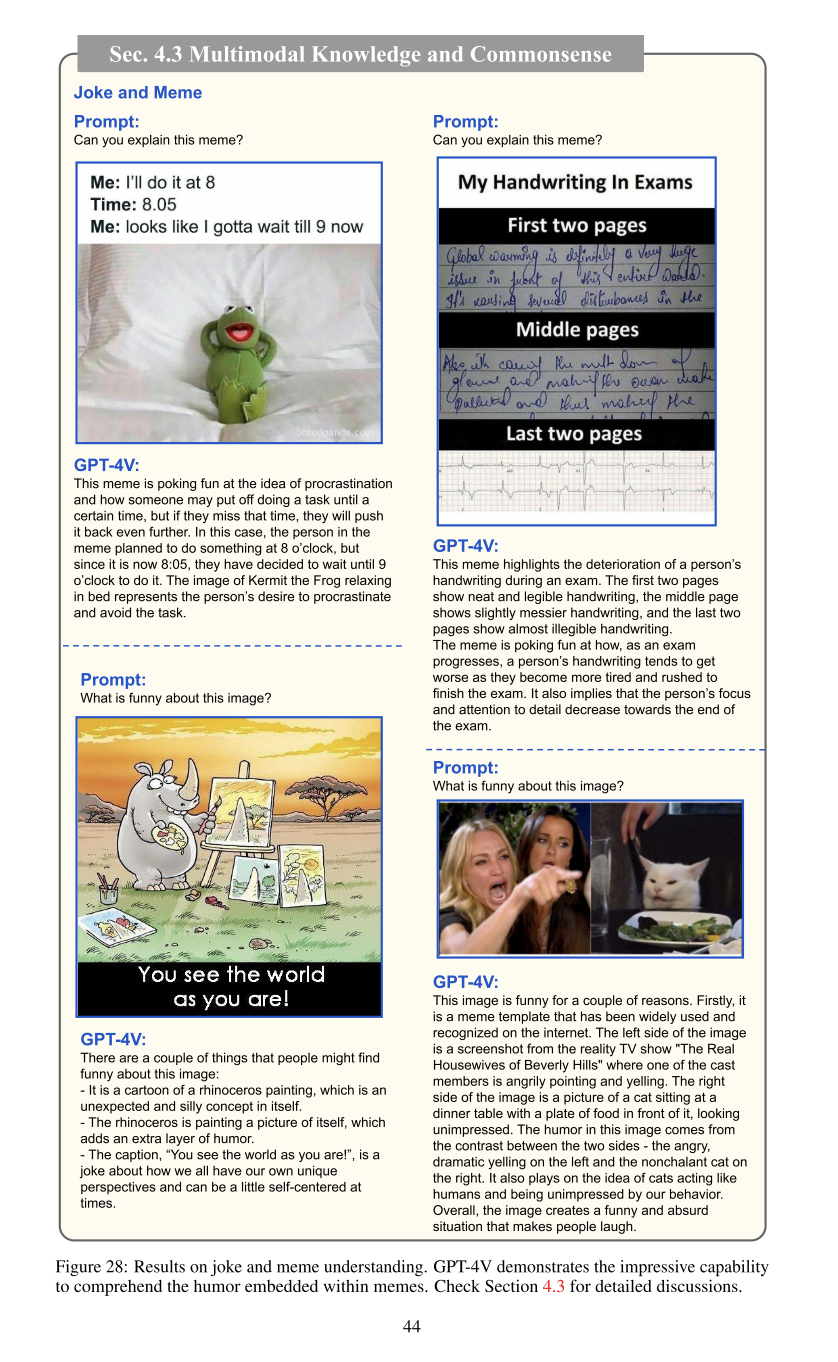 Sec. 4.3 Multimodal Knowledge and Commonsense
Joke and Meme
Prompt:
Can you explain this meme?
Me: I'll do it at 8
Time: 8.05
Me: looks like I gotta wait till 9 now
boredpanda.com
GPT-4V:
This meme is poking fun at the idea of procrastination
and how someone may put off doing a task until a
certain time, but if they miss that time, they will push
it back even further. In this case, the person in the
meme planned to do something at 8 o'clock, but
since it is now 8:05, they have decided to wait until 9
o'clock to do it. The image of Kermit the Frog relaxing
in bed represents the person's desire to procrastinate
and avoid the task.
Prompt:
What is funny about this image?
You see the world
as you are!
GPT-4V:
There are a couple of things that people might find
funny about this image:
- It is a cartoon of a rhinoceros painting, which is an
unexpected and silly concept in itself.
- The rhinoceros is painting a picture of itself, which
adds an extra layer of humor.
- The caption, "You see the world as you are!", is a
joke about how we all have our own unique
perspectives and can be a little self-centered at
times.
Prompt:
Can you explain this meme?
My Handwriting In Exams
First two pages
Global warming is definitely a very huge
issue in front of this entire world.
It's causing several disturbances in the
Middle pages
Also the melt down of
and making the ocean
and thus making the
Last two pages
GPT-4V:
This meme highlights the deterioration of a person's
handwriting during an exam. The first two pages
show neat and legible handwriting, the middle page
shows slightly messier handwriting, and the last two
pages show almost illegible handwriting.
The meme is poking fun at how, as an exam
progresses, a person's handwriting tends to get
worse as they become more tired and rushed to
finish the exam. It also implies that the person's focus
and attention to detail decrease towards the end of
the exam.
Prompt:
What is funny about this image?
GPT-4V:
This image is funny for a couple of reasons. Firstly, it
is a meme template that has been widely used and
recognized on the internet. The left side of the image
is a screenshot from the reality TV show "The Real
Housewives of Beverly Hills" where one of the cast
members is angrily pointing and yelling. The right
side of the image is a picture of a cat sitting at a
dinner table with a plate of food in front of it, looking
unimpressed. The humor in this image comes from
the contrast between the two sides - the angry,
dramatic yelling on the left and the nonchalant cat on
the right. It also plays on the idea of cats acting like
humans and being unimpressed by our behavior.
Overall, the image creates a funny and absurd
situation that makes people laugh.
Figure 28: Results on joke and meme understanding. GPT-4V demonstrates the impressive capability
to comprehend the humor embedded within memes. Check Section 4.3 for detailed discussions.
44